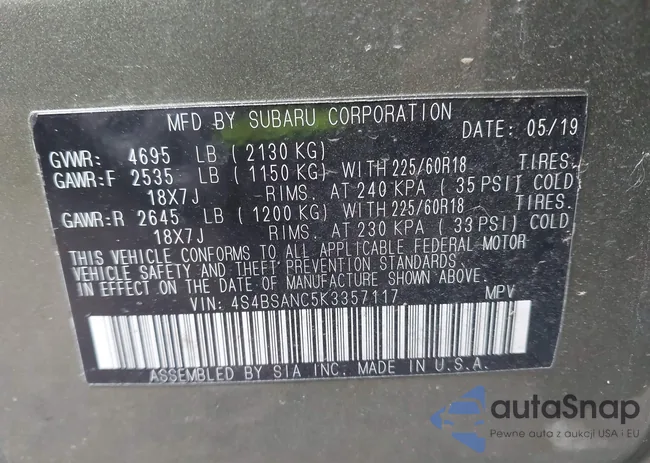 MFD BY SUBARU CORPORATION
DATE: 05/19
GVWR: 4695 LB (2130 KG)
GAWR:F 2535 LB (1150 KG) WITH 225/60R18 TIRES.
18X7J RIMS. AT 240 KPA (35 PSI) COLD
GAWR:R 2645 LB (1200 KG) WITH 225/60R18 TIRES.
18X7J RIMS. AT 230 KPA (33 PSI) COLD
THIS VEHICLE CONFORMS TO ALL APPLICABLE FEDERAL MOTOR
VEHICLE SAFETY AND THEFT PREVENTION STANDARDS
IN EFFECT ON THE DATE OF MANUFACTURE SHOWN ABOVE.
VIN: 4S4BSANC5K3357117 MPV
ASSEMBLED BY SIA INC. MADE IN U.S.A.
autaSnap
Pewne auta z aukcji USA i EU